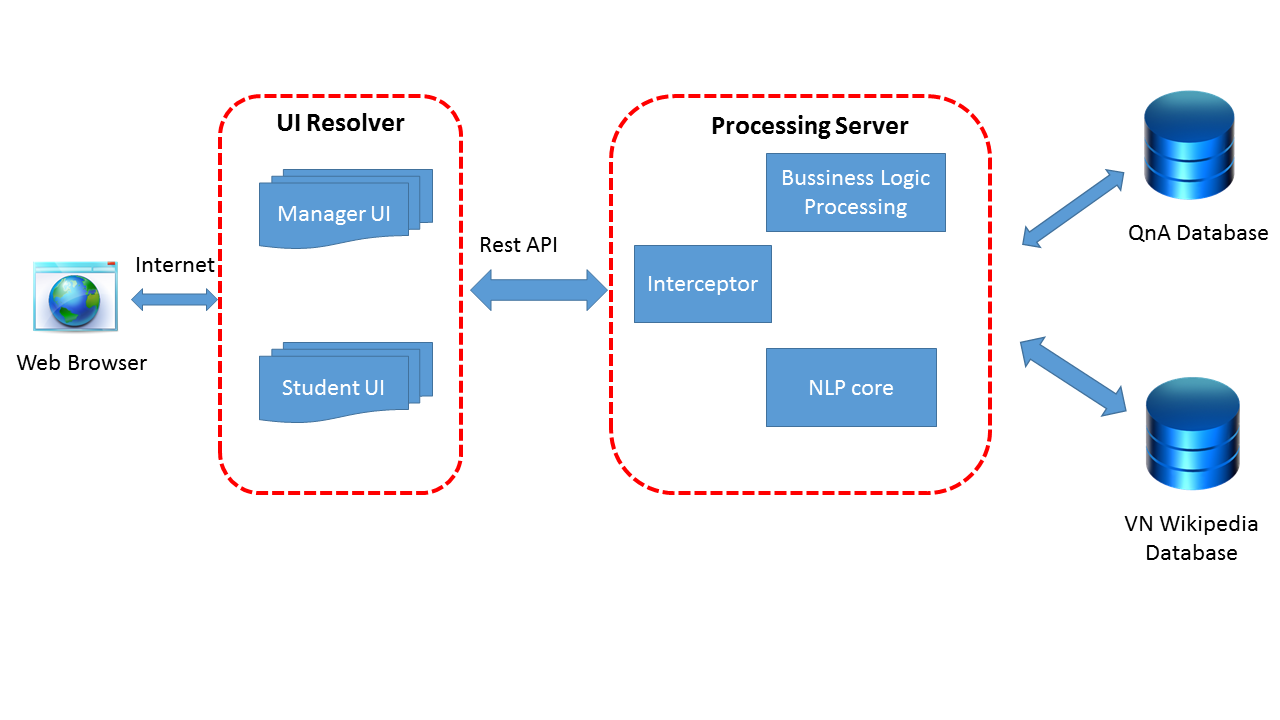 UI Resolver
Manager UI
Student UI
Internet
Web Browser
Rest API
Processing Server
Bussiness Logic
Processing
Interceptor
NLP core
QnA Database
VN Wikipedia
Database